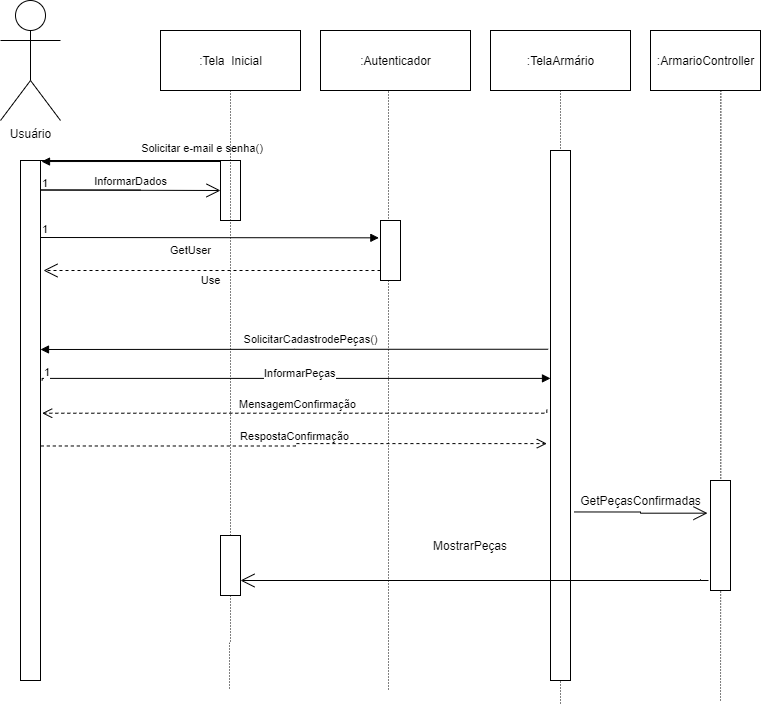 :Tela Inicial
:Autenticador
:TelaArmário
:ArmarioController
Usuário
Solicitar e-mail e senha()
1
InformarDados
1
GetUser
Use
SolicitarCadastrodePeças()
1
InformarPeças
MensagemConfirmação
RespostaConfirmação
GetPeçasConfirmadas
MostrarPeças